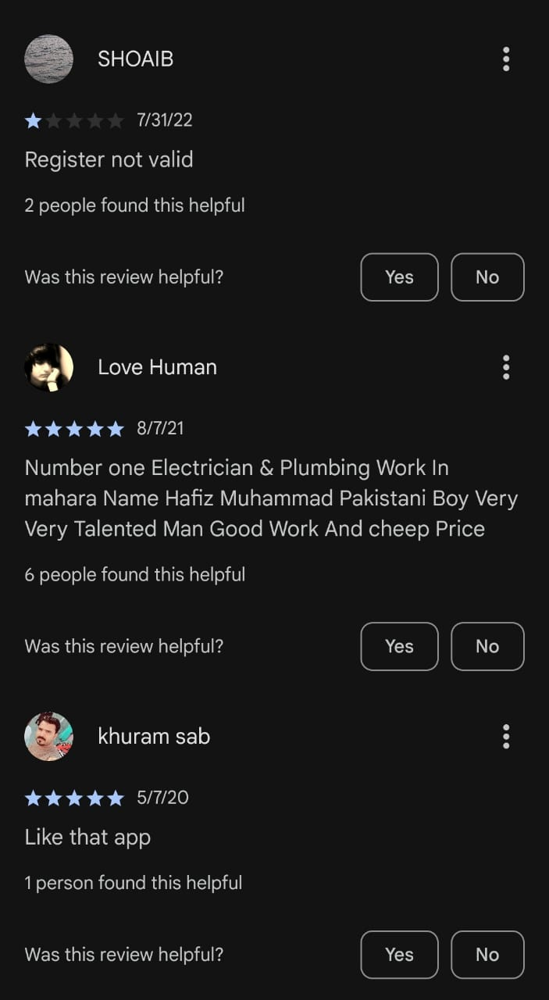 SHOAIB
7/31/22
Register not valid
2 people found this helpful
Was this review helpful? Yes No
Love Human
8/7/21
Number one Electrician & Plumbing Work In
mahara Name Hafiz Muhammad Pakistani Boy Very
Very Talented Man Good Work And cheep Price
6 people found this helpful
Was this review helpful? Yes No
khuram sab
5/7/20
Like that app
1 person found this helpful
Was this review helpful? Yes No